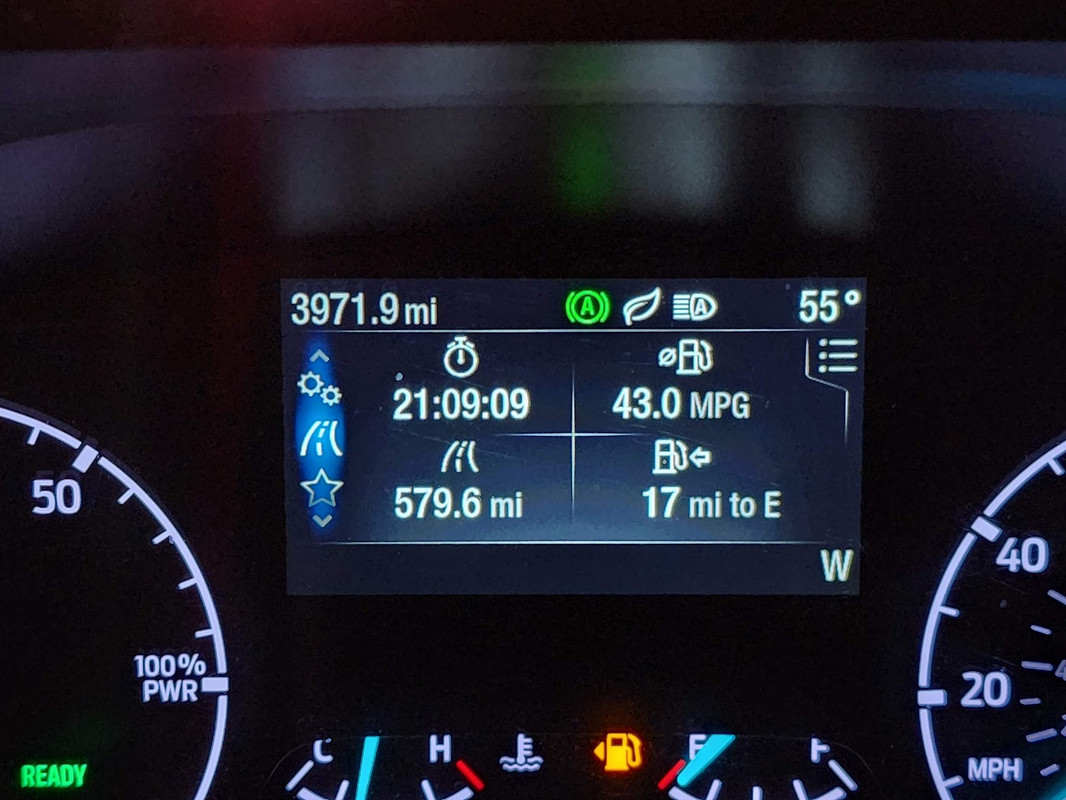 3971.9 mi
A
A
55°
21:09:09
43.0 MPG
579.6 mi
17 mi to E
W
50
100%
PWR
READY
C
H
E
F
40
20
MPH